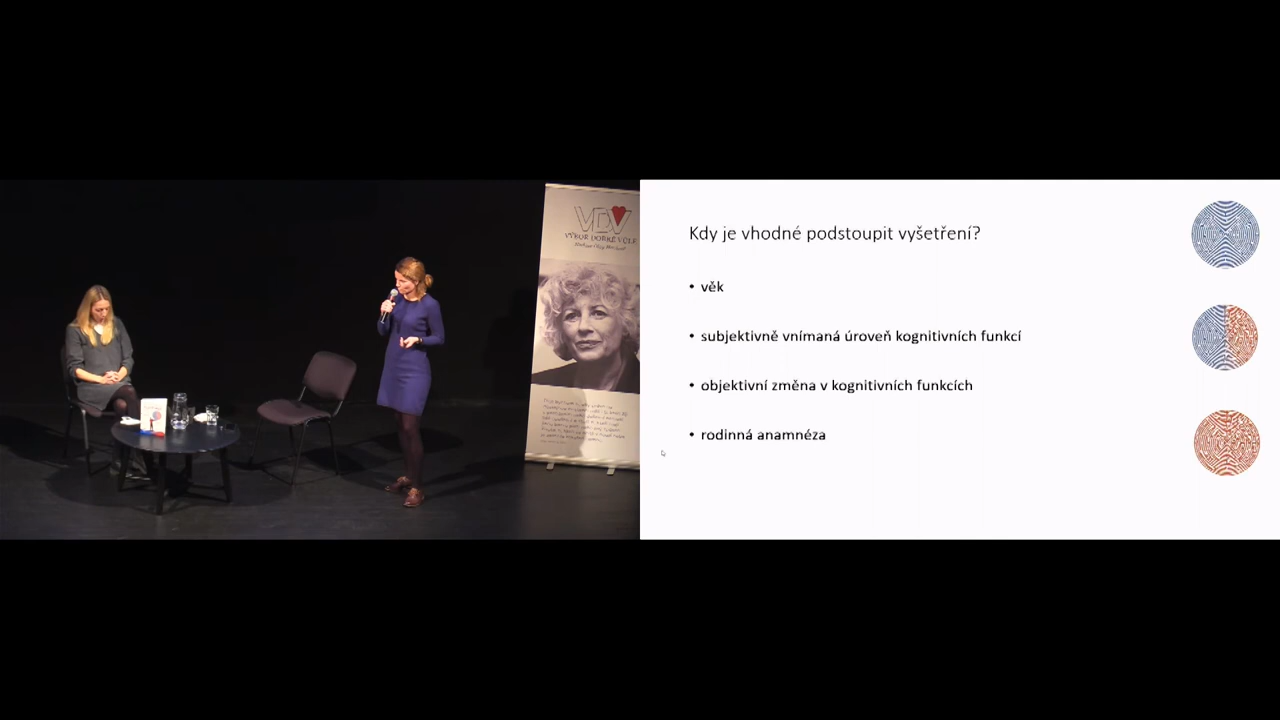 VDV
VÝBOR DOBRÉ VŮLE
Kdy je vhodné podstoupit vyšetření?
• věk
• subjektivně vnímaná úroveň kognitivních funkcí
• objektivní změna v kognitivních funkcích
• rodinná anamnéza